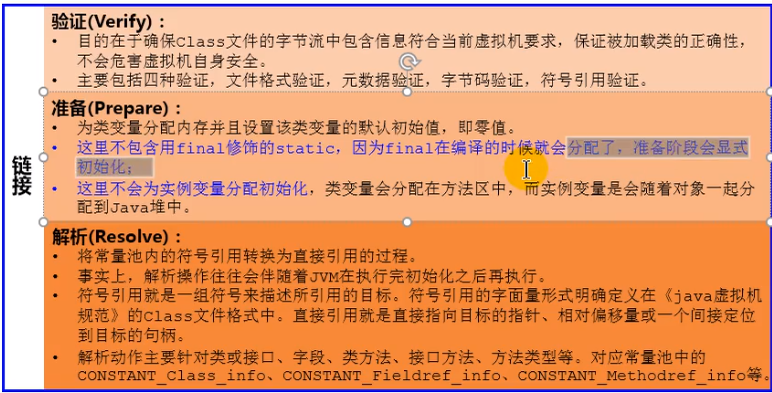 验证(Verify)：
• 目的在于确保Class文件的字节流中包含信息符合当前虚拟机要求，保证被加载类的正确性，
不会危害虚拟机自身安全。
• 主要包括四种验证，文件格式验证，元数据验证，字节码验证，符号引用验证。
链接
准备(Prepare)：
• 为类变量分配内存并且设置该类变量的默认初始值，即零值。
• 这里不包含用final修饰的static，因为final在编译的时候就会分配了，准备阶段会显式
初始化；
• 这里不会为实例变量分配初始化，类变量会分配在方法区中，而实例变量是会随着对象一起分
配到Java堆中。
解析(Resolve)：
• 将常量池内的符号引用转换为直接引用的过程。
• 事实上，解析操作往往会伴随着JVM在执行完初始化之后再执行。
• 符号引用就是一组符号来描述所引用的目标。符号引用的字面量形式明确定义在《java虚拟机
规范》的Class文件格式中。直接引用就是直接指向目标的指针、相对偏移量或一个间接定位
到目标的句柄。
• 解析动作主要针对类或接口、字段、类方法、接口方法、方法类型等。对应常量池中的
CONSTANT_Class_info、CONSTANT_Fieldref_info、CONSTANT_Methodref_info等。